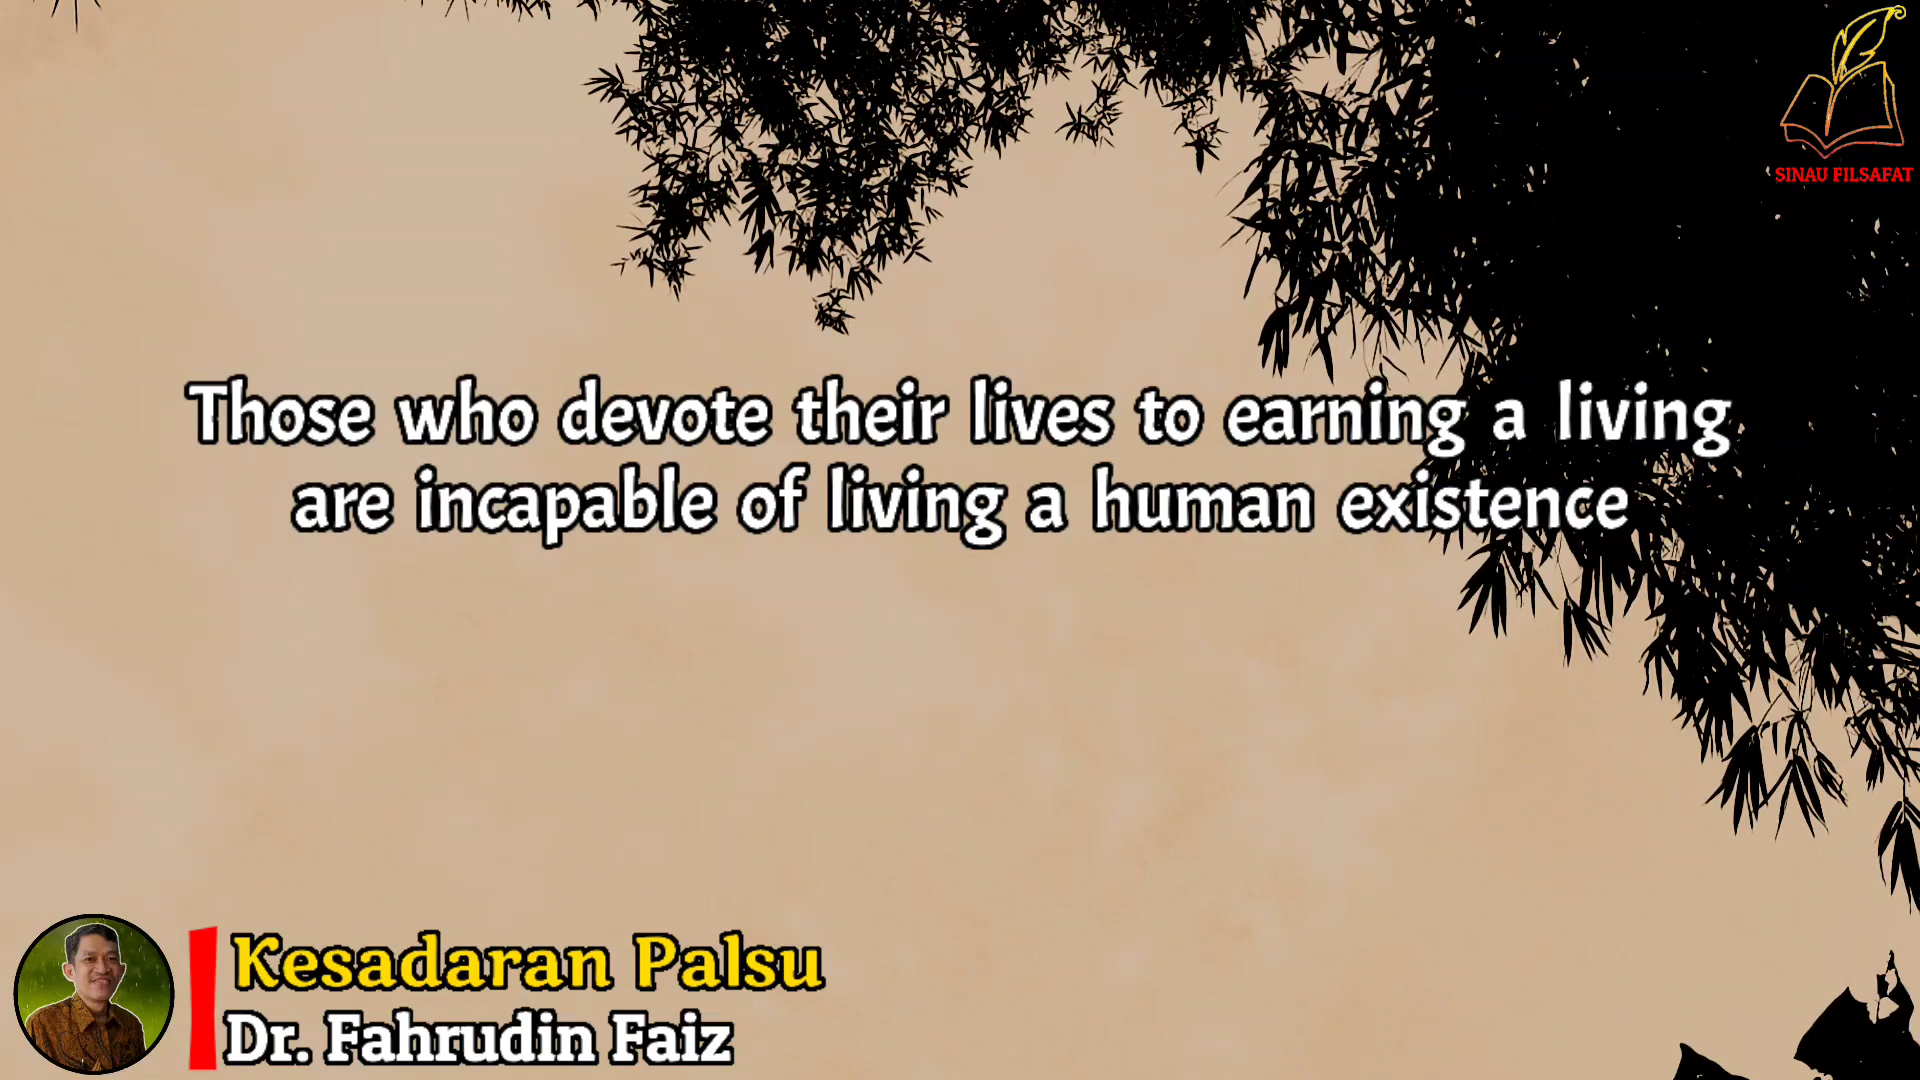 SINAU FILSAFAT
Those who devote their lives to earning a living
are incapable of living a human existence
Kesadaran Palsu
Dr. Fahrudin Faiz